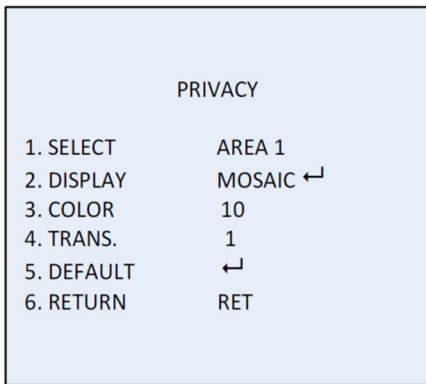 PRIVACY
1. SELECT AREA 1
2. DISPLAY MOSAIC ↵
3. COLOR 10
4. TRANS. 1
5. DEFAULT ↵
6. RETURN RET